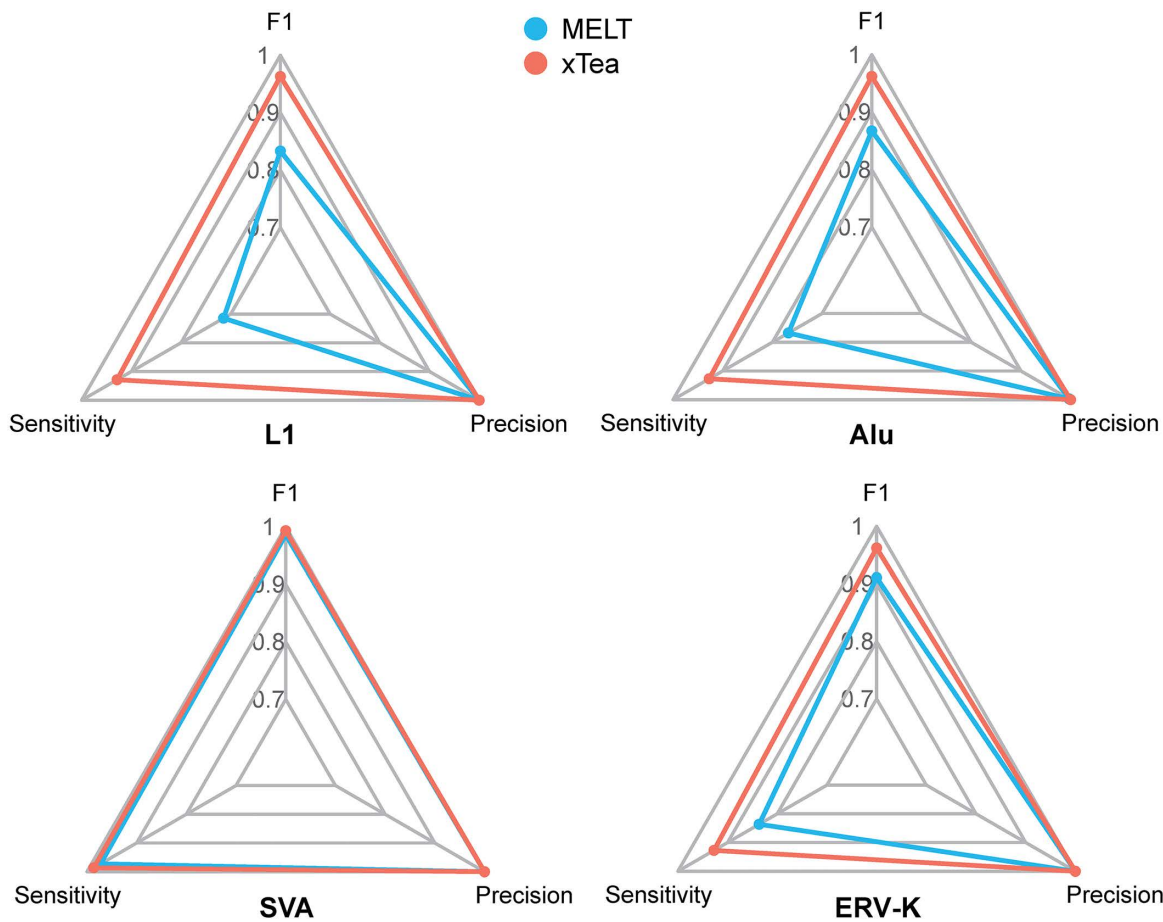 MELT
xTea
F1
1
0.9
0.8
0.7
Sensitivity
Precision
L1
F1
1
0.9
0.8
0.7
Sensitivity
Precision
Alu
F1
1
0.9
0.8
0.7
Sensitivity
Precision
SVA
F1
1
0.9
0.8
0.7
Sensitivity
Precision
ERV-K